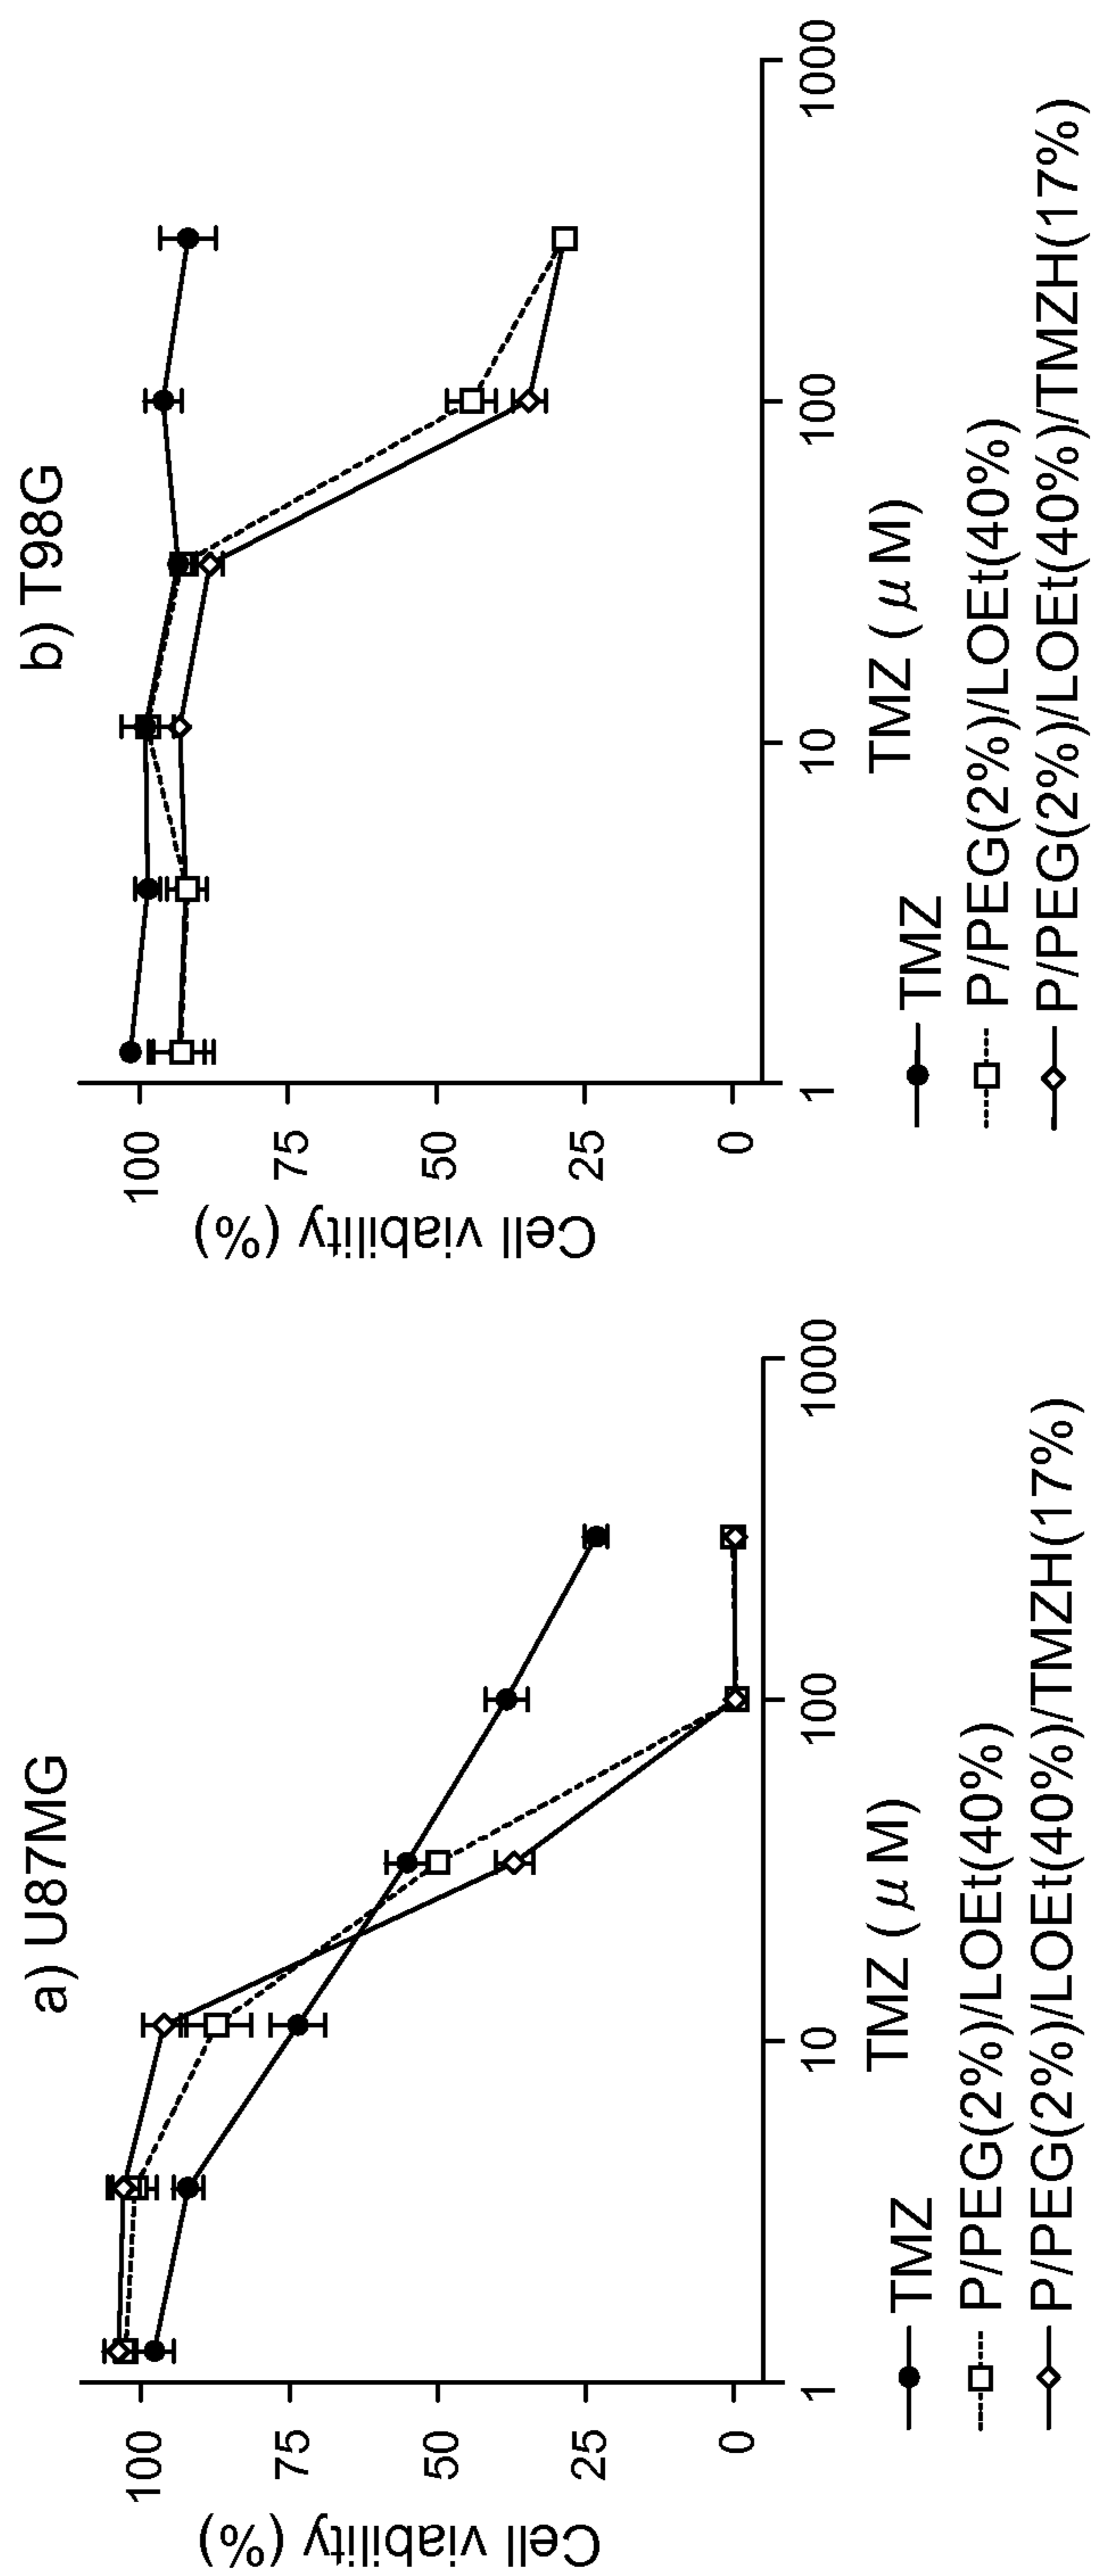 a) U87MG
Cell viability (%)
100
75
50
25
0
1
10
100
1000
TMZ (μM)
TMZ
P/PEG(2%)/LOEt(40%)
P/PEG(2%)/LOEt(40%)/TMZH(17%)
b) T98G
Cell viability (%)
100
75
50
25
0
1
10
100
1000
TMZ (μM)
TMZ
P/PEG(2%)/LOEt(40%)
P/PEG(2%)/LOEt(40%)/TMZH(17%)